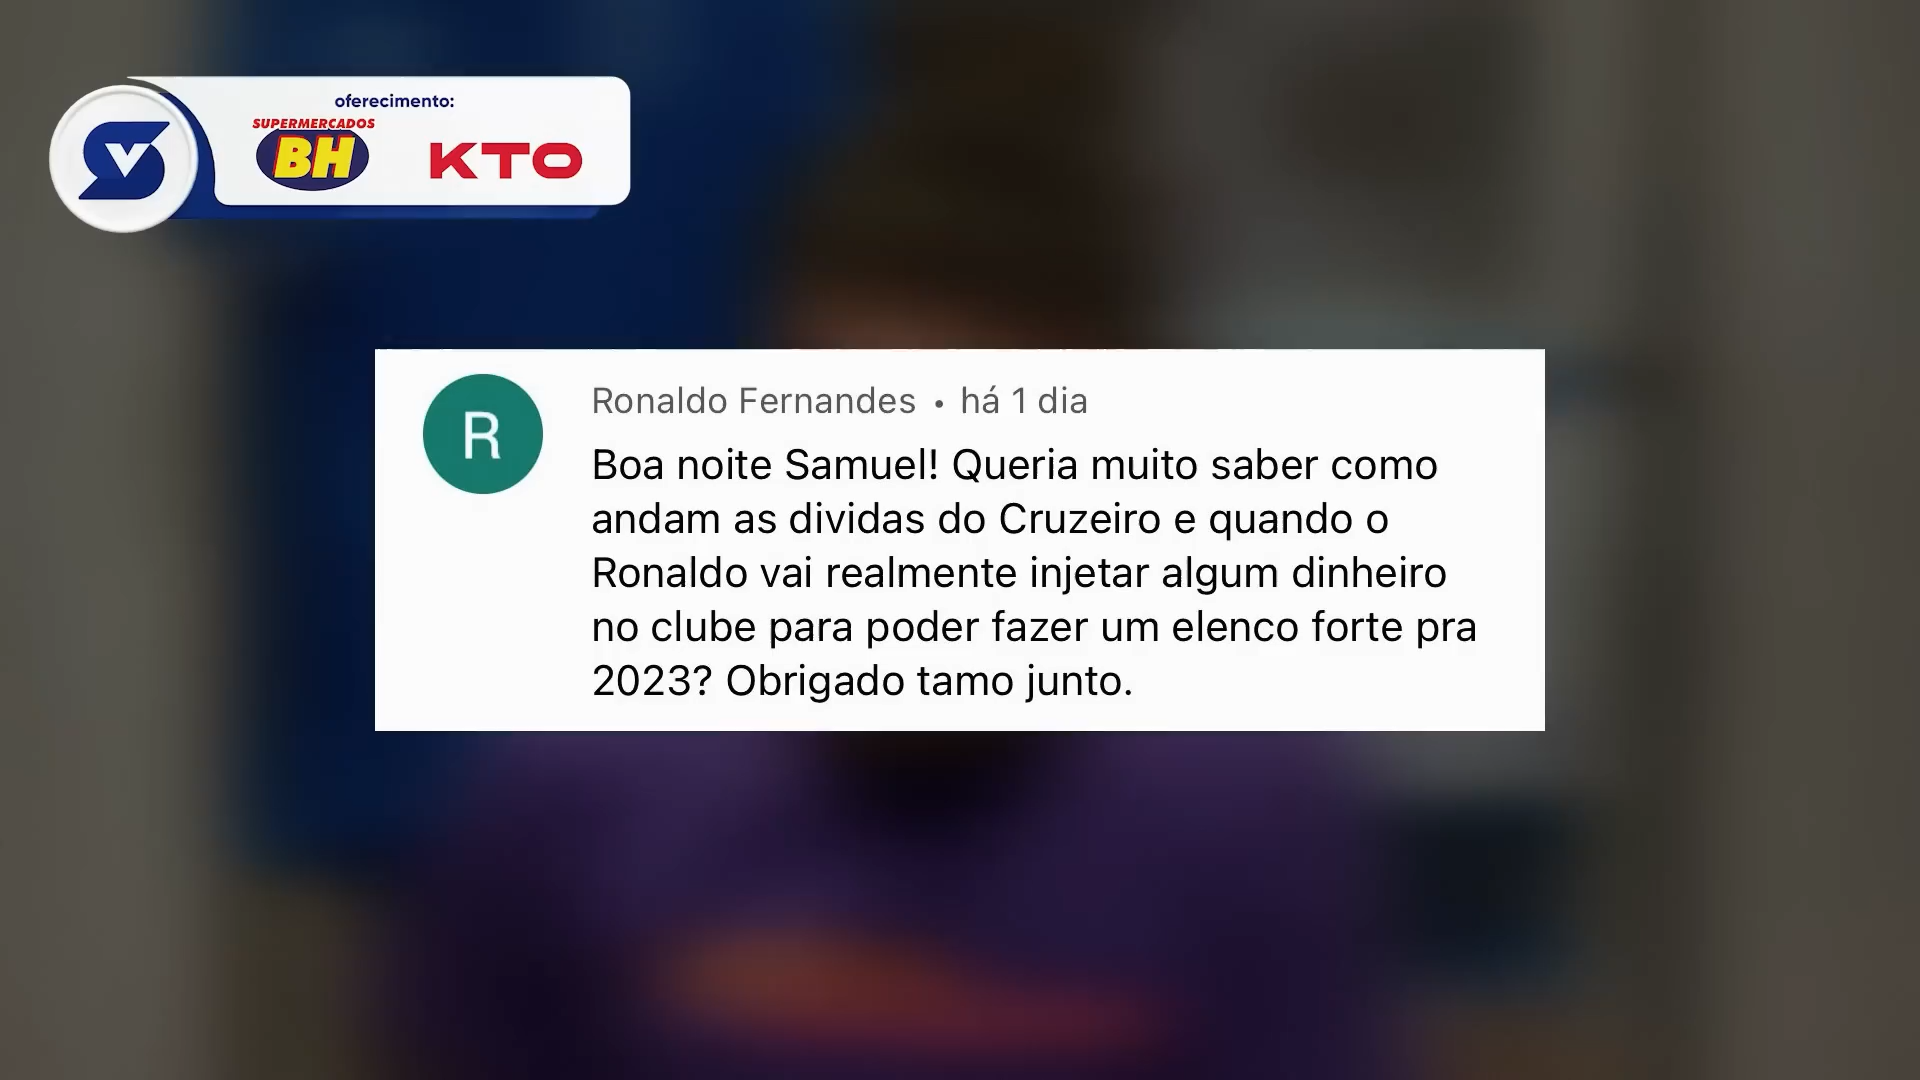 oferecimento:
SUPERMERCADOS
BH
KTO
SV
R
Ronaldo Fernandes • há 1 dia
Boa noite Samuel! Queria muito saber como
andam as dividas do Cruzeiro e quando o
Ronaldo vai realmente injetar algum dinheiro
no clube para poder fazer um elenco forte pra
2023? Obrigado tamo junto.